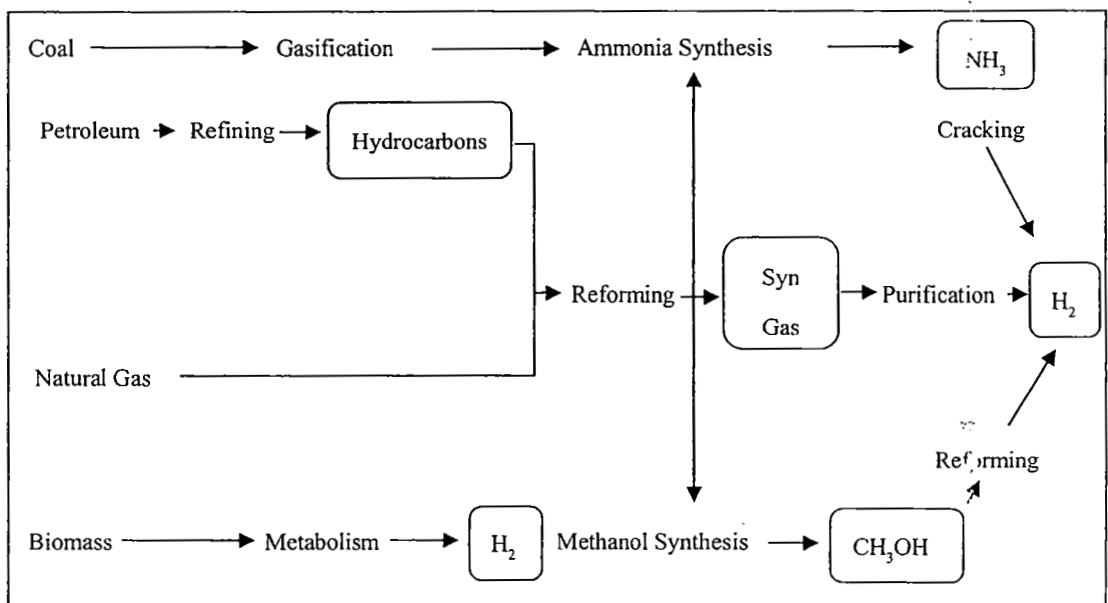 Coal Gasification Ammonia Synthesis NH₃
Petroleum Refining Hydrocarbons Cracking
Syn
Gas
Reforming Purification H₂
Natural Gas
Reforming
Biomass Metabolism H₂ Methanol Synthesis CH₃OH